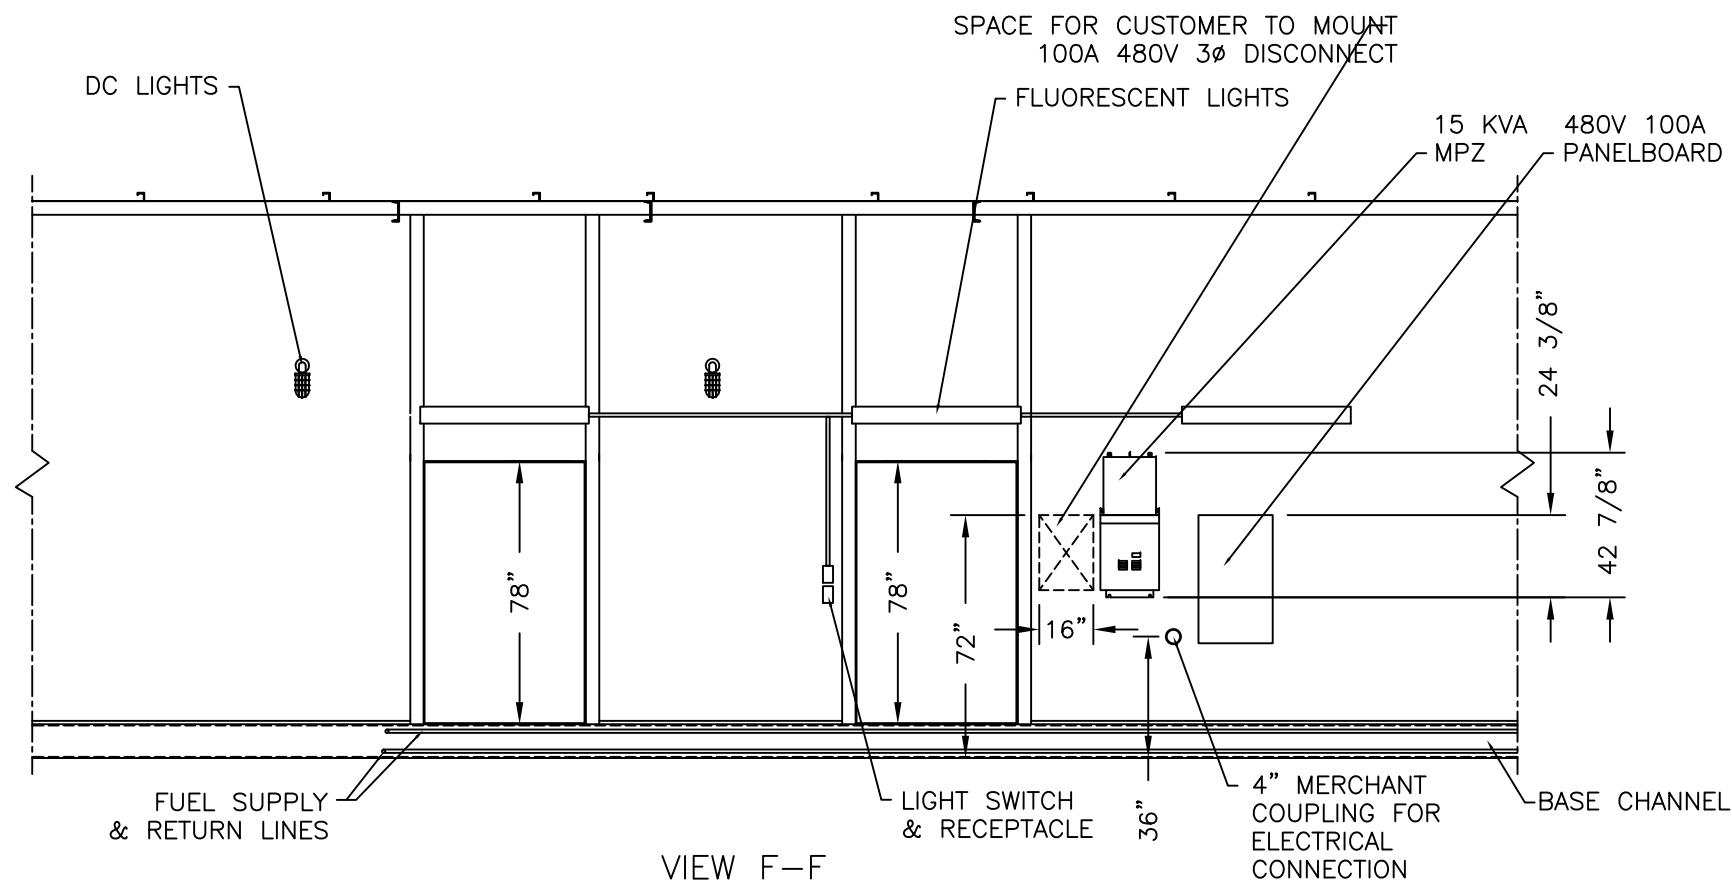 SPACE FOR CUSTOMER TO MOUNT
100A 480V 3ø DISCONNECT
DC LIGHTS
FLUORESCENT LIGHTS
15 KVA
MPZ
480V 100A
PANELBOARD
24 3/8”
42 7/8”
78”
78”
72”
16”
36”
FUEL SUPPLY
& RETURN LINES
LIGHT SWITCH
& RECEPTACLE
4” MERCHANT
COUPLING FOR
ELECTRICAL
CONNECTION
BASE CHANNEL
VIEW F–F